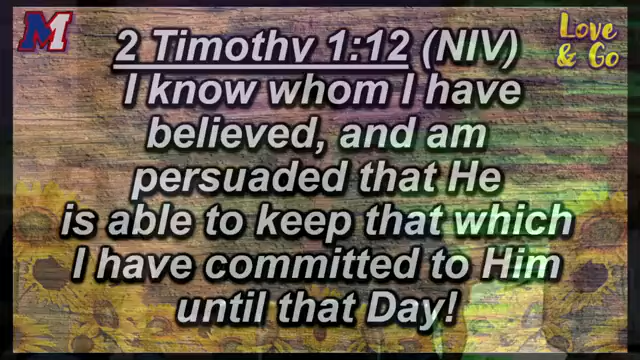 M
Love
& Go
2 Timothy 1:12 (NIV)
I know whom I have
believed, and am
persuaded that He
is able to keep that which
I have committed to Him
until that Day!